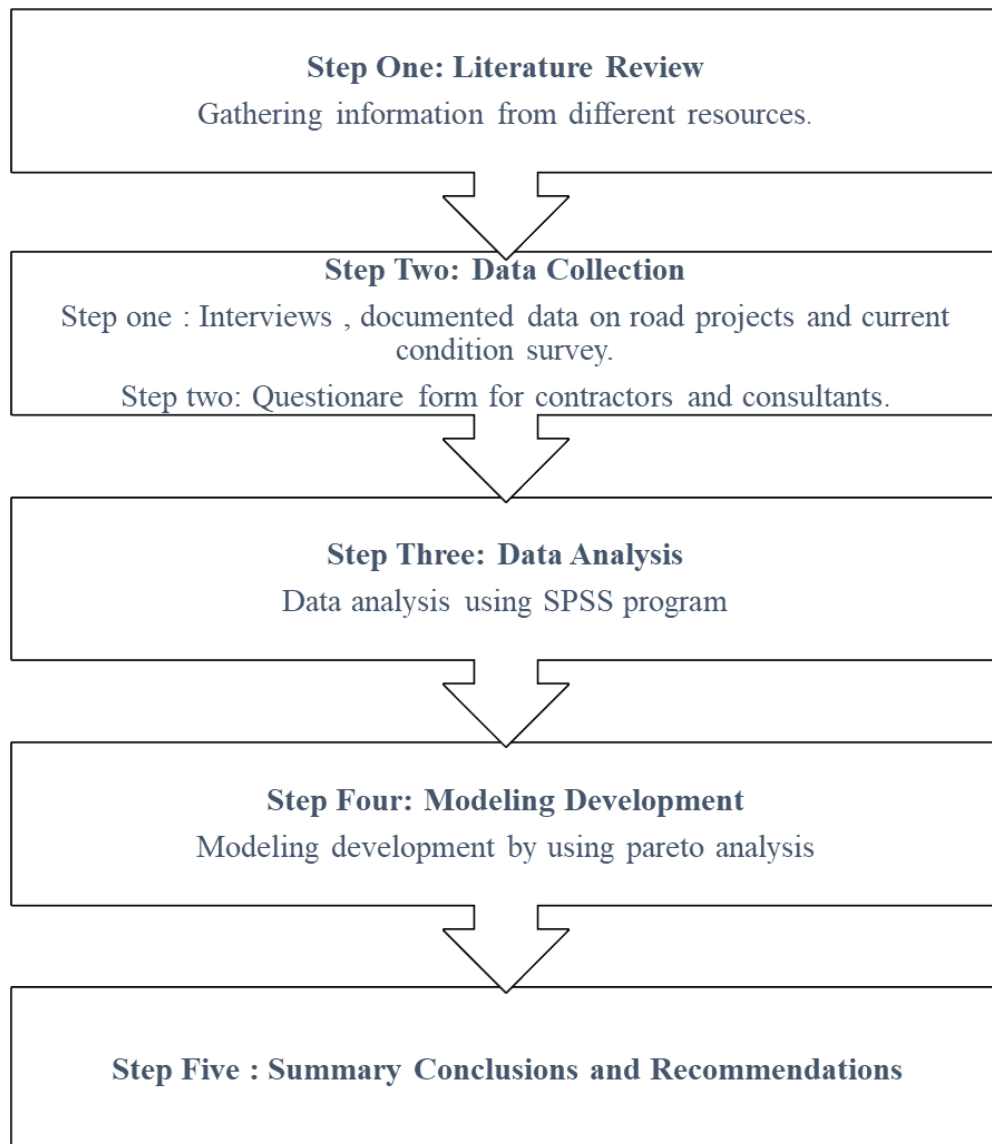 Step One: Literature Review
Gathering information from different resources.
Step Two: Data Collection
Step one : Interviews , documented data on road projects and current
condition survey.
Step two: Questionare form for contractors and consultants.
Step Three: Data Analysis
Data analysis using SPSS program
Step Four: Modeling Development
Modeling development by using pareto analysis
Step Five : Summary Conclusions and Recommendations